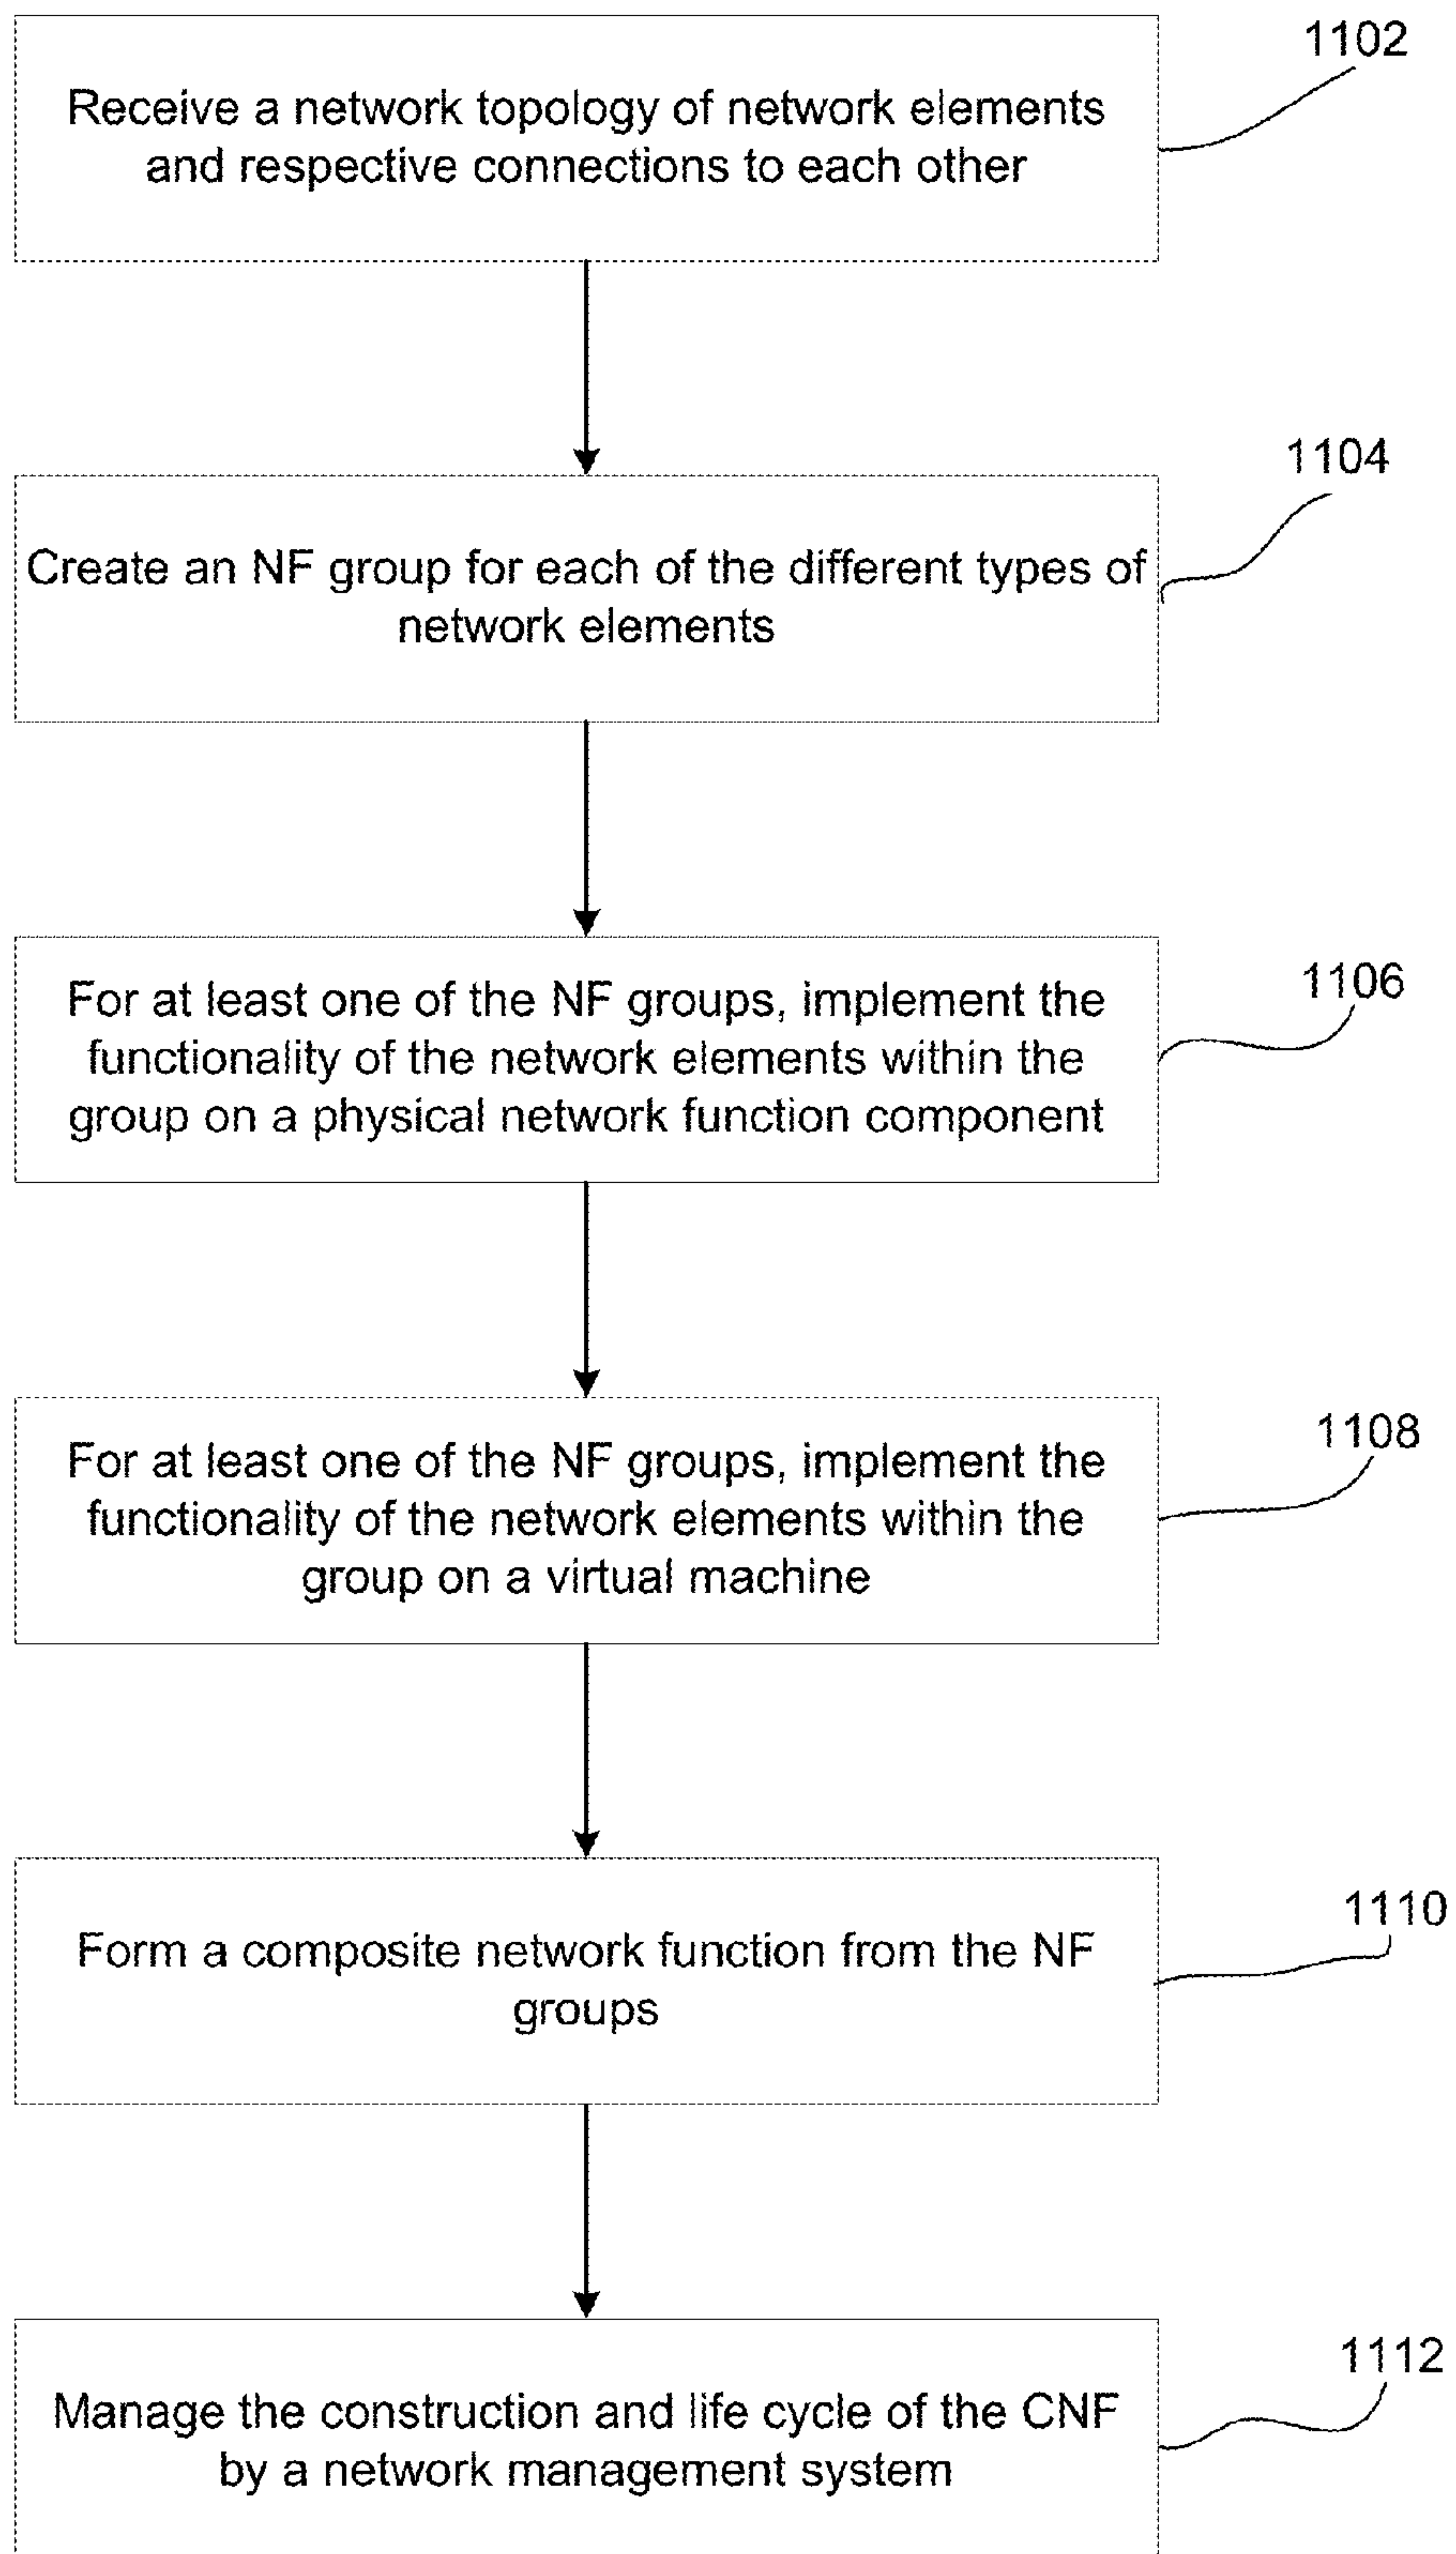 1102
Receive a network topology of network elements
and respective connections to each other
1104
Create an NF group for each of the different types of
network elements
1106
For at least one of the NF groups, implement the
functionality of the network elements within the
group on a physical network function component
1108
For at least one of the NF groups, implement the
functionality of the network elements within the
group on a virtual machine
1110
Form a composite network function from the NF
groups
1112
Manage the construction and life cycle of the CNF
by a network management system